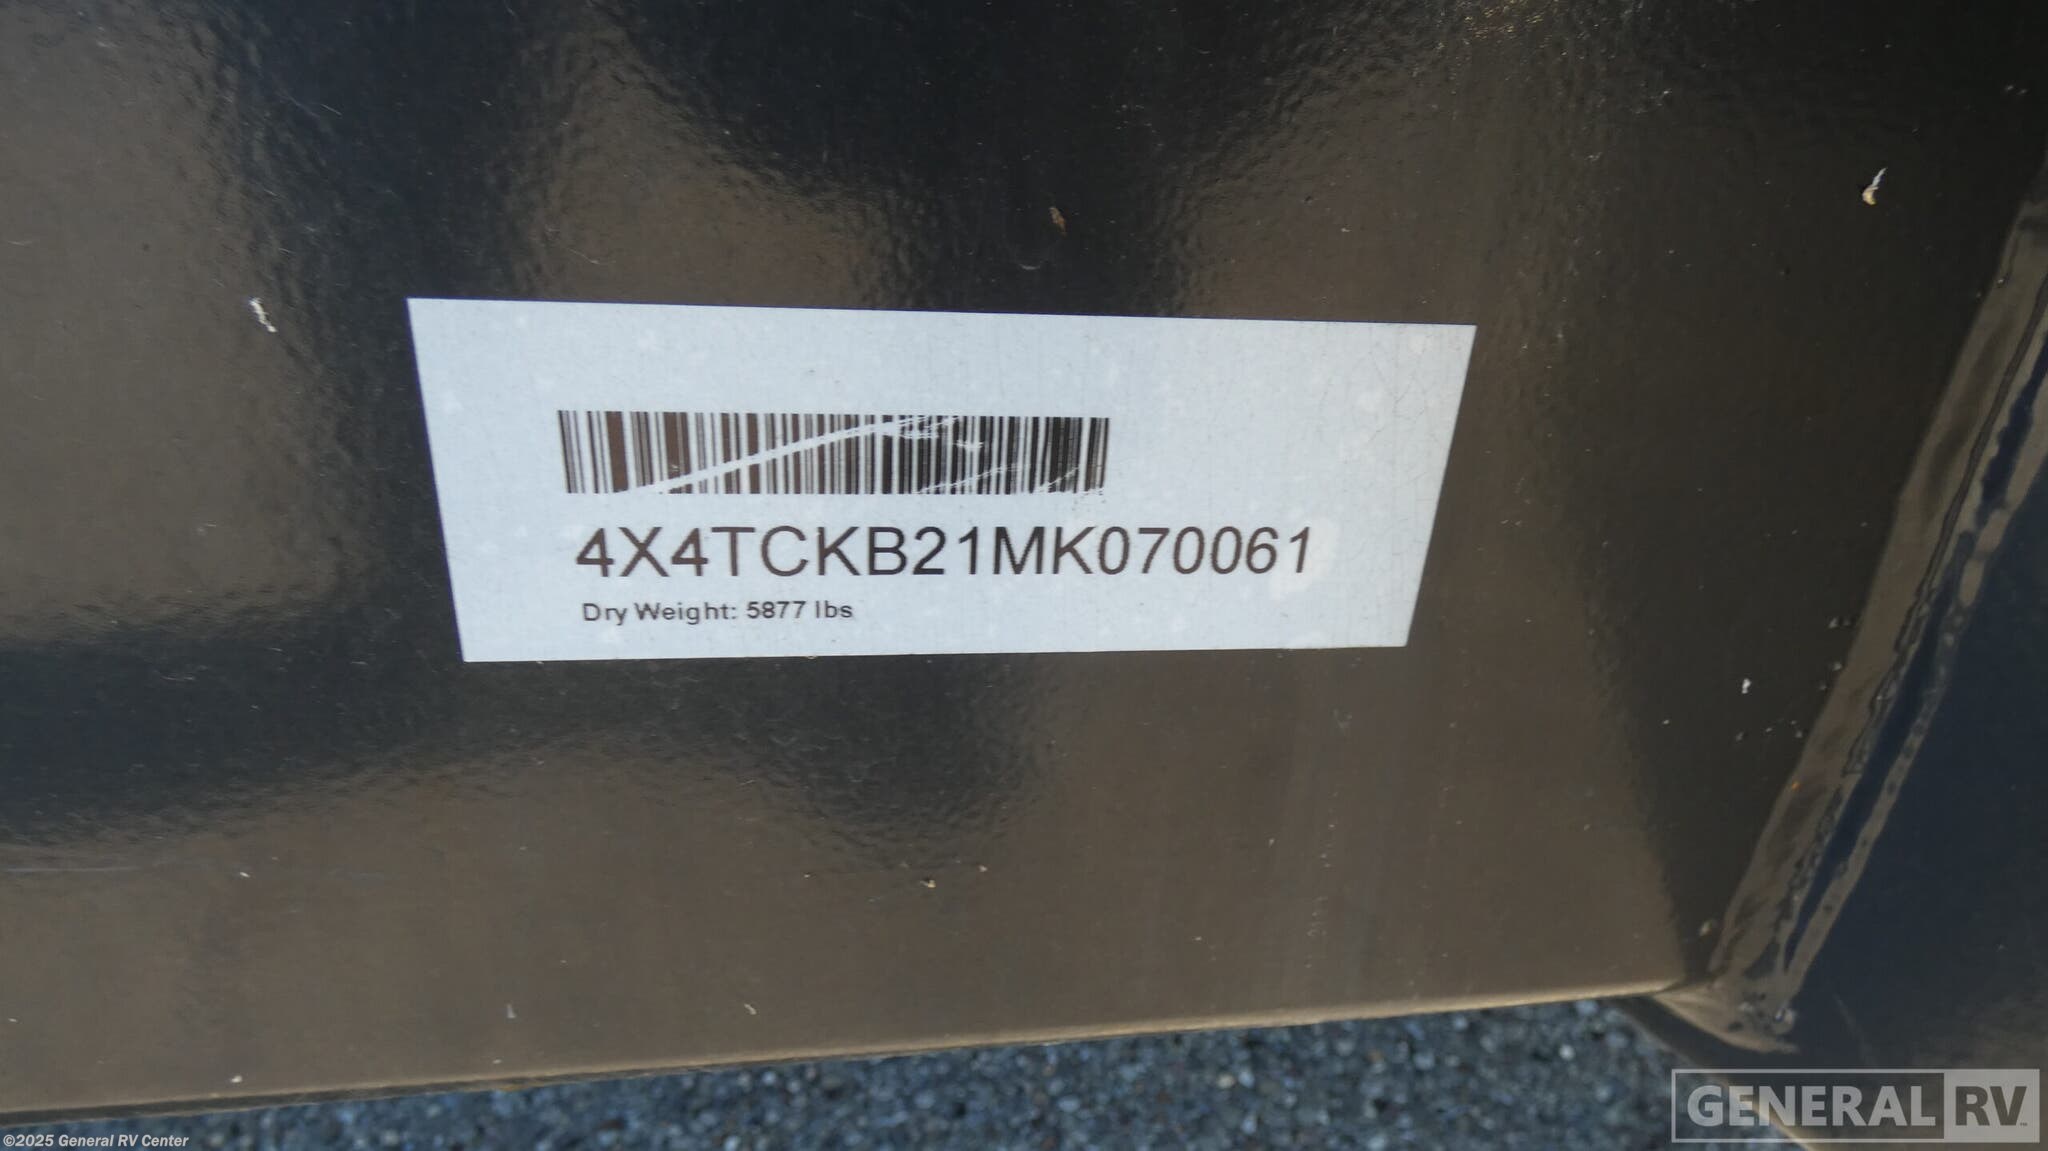 4X4TCKB21MK070061
Dry Weight: 5877 lbs
GENERAL RV
©2025 General RV Center